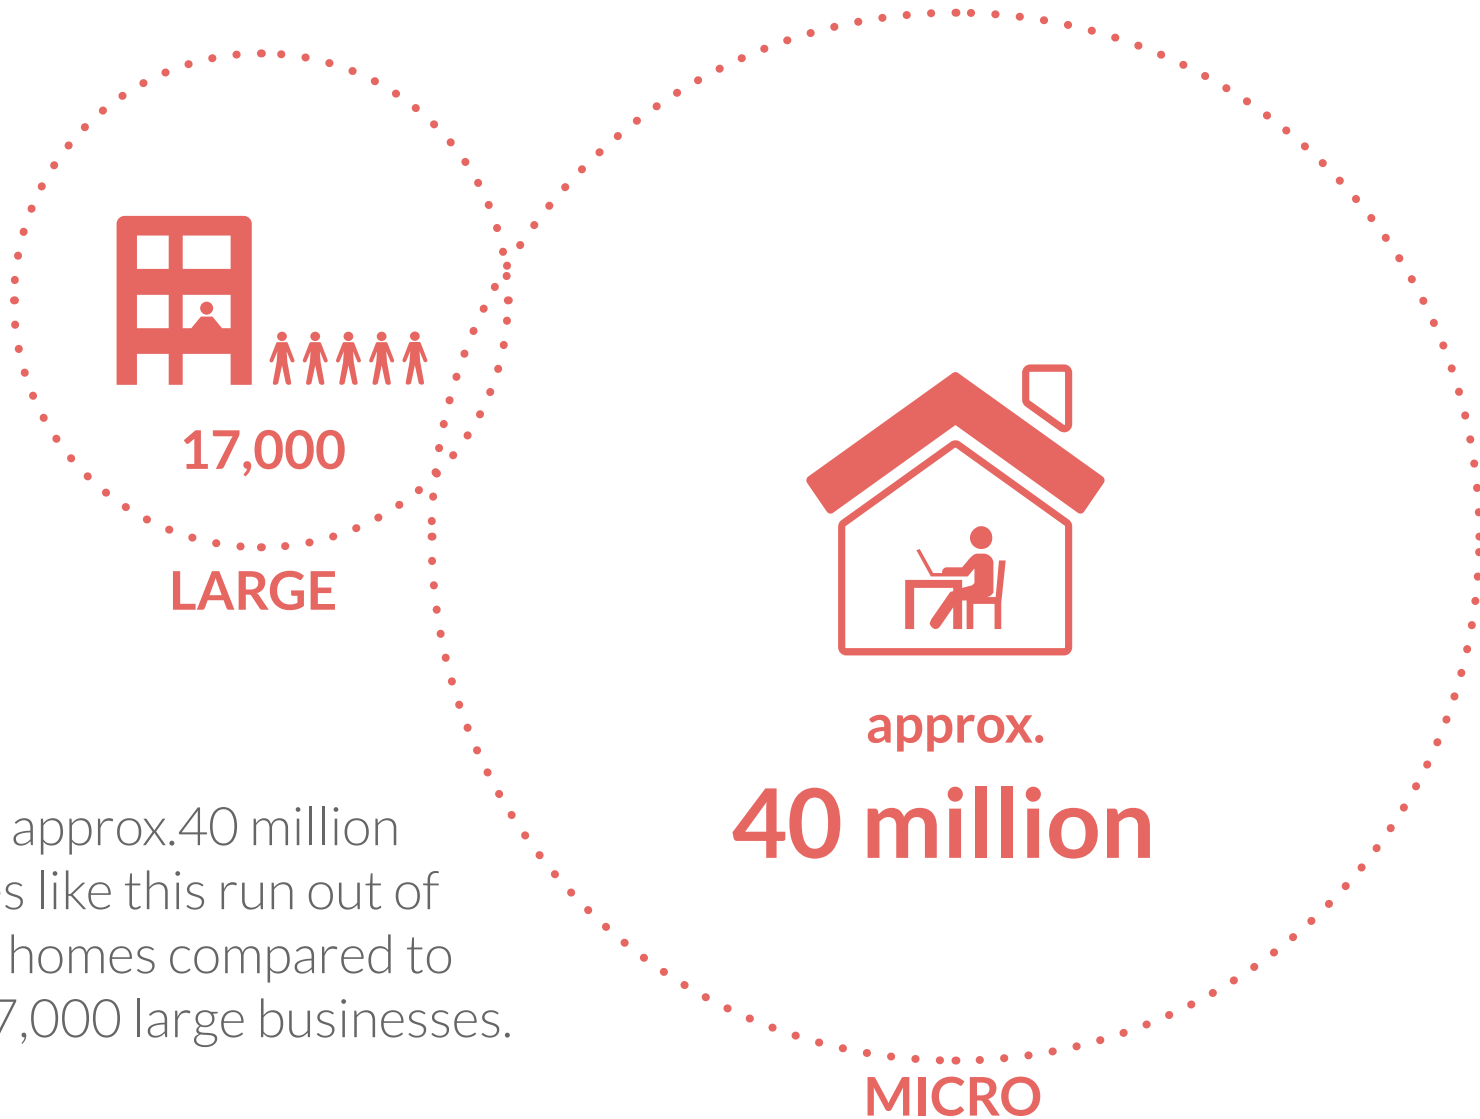 17,000
LARGE
approx.
40 million
approx.40 million
s like this run out of
homes compared to
7,000 large businesses.
MICRO